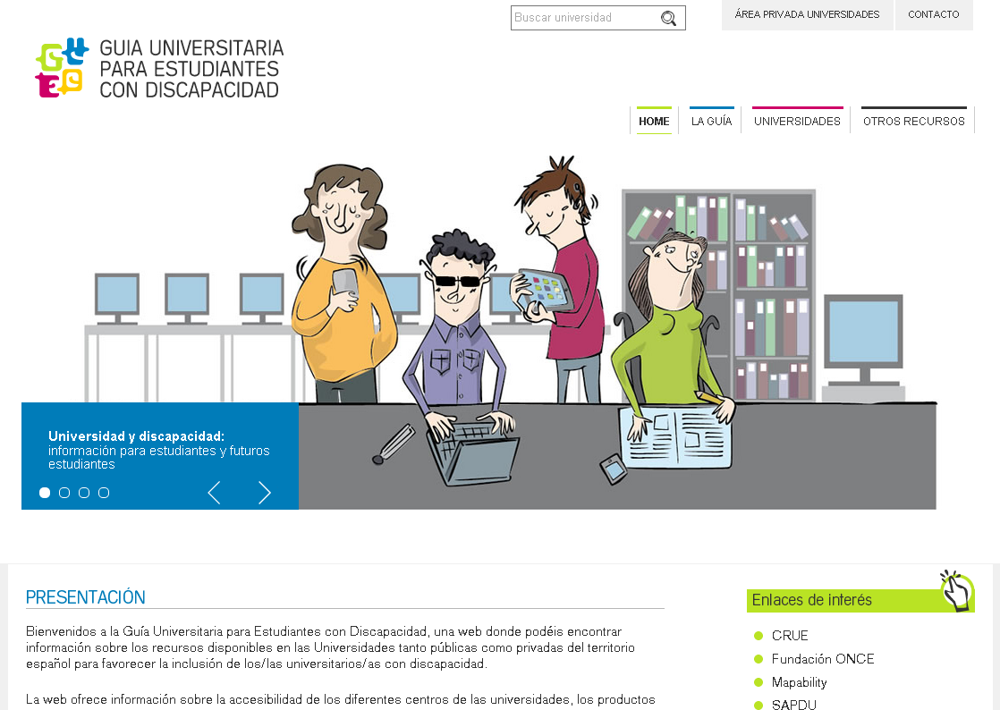 Buscar universidad
ÁREA PRIVADA UNIVERSIDADES
CONTACTO
GUIA UNIVERSITARIA
PARA ESTUDIANTES
CON DISCAPACIDAD
HOME
LA GUÍA
UNIVERSIDADES
OTROS RECURSOS
Universidad y discapacidad:
información para estudiantes y futuros
estudiantes
PRESENTACIÓN
Bienvenidos a la Guía Universitaria para Estudiantes con Discapacidad, una web donde podéis encontrar
información sobre los recursos disponibles en las Universidades tanto públicas como privadas del territorio
español para favorecer la inclusión de los/las universitarios/as con discapacidad.
La web ofrece información sobre la accesibilidad de los diferentes centros de las universidades, los productos
Enlaces de interés
CRUE
Fundación ONCE
Mapability
SAPDU